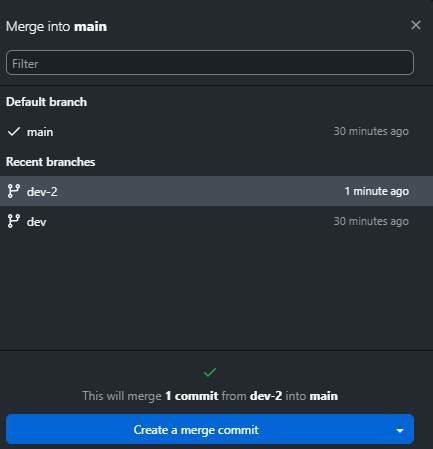 Merge into main
Filter
Default branch
main 30 minutes ago
Recent branches
dev-2 1 minute ago
dev 30 minutes ago
This will merge 1 commit from dev-2 into main
Create a merge commit